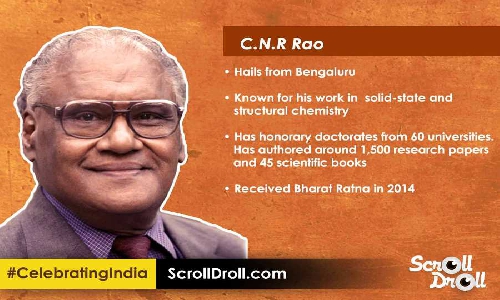 C.N.R Rao
• Hails from Bengaluru
• Known for his work in solid-state and
structural chemistry
• Has honorary doctorates from 60 universities.
Has authored around 1,500 research papers
and 45 scientific books
• Received Bharat Ratna in 2014
#CelebratingIndia
ScrollDroll.com
Scroll
Droll